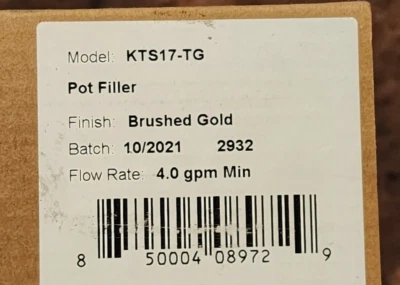 Model: KTS17-TG
Pot Filler
Finish: Brushed Gold
Batch: 10/2021 2932
Flow Rate: 4.0 gpm Min
8 50004 08972 9